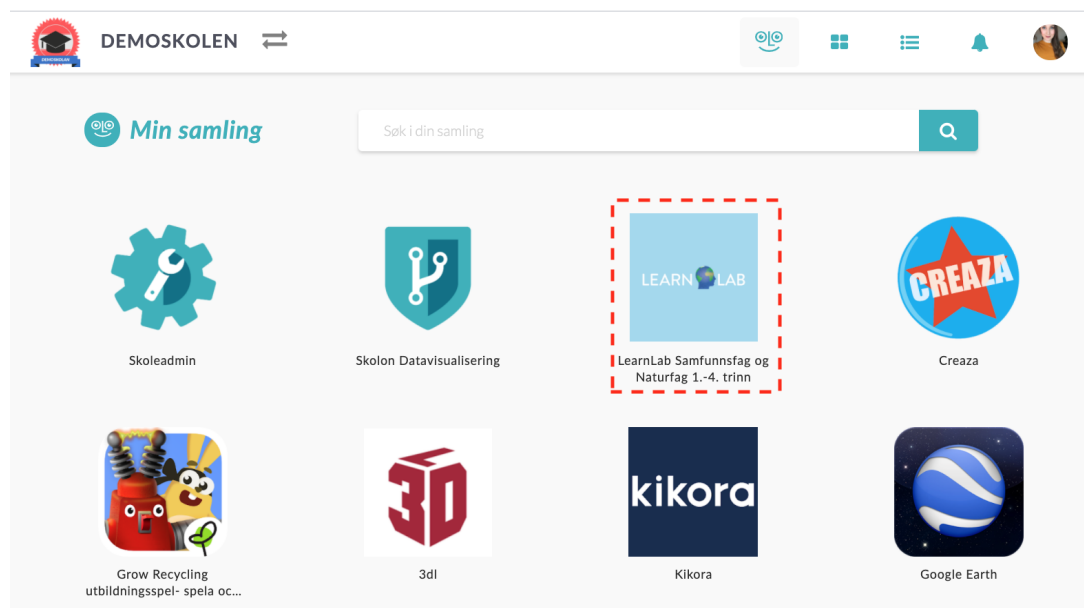 DEMOSKOLEN
DEMOSKOLEN
Min samling
Søk i din samling
LEARN LAB
CREAZA
Skoleadmin
Skolon Datavisualisering
LearnLab Samfunnsfag og
Naturfag 1.-4. trinn
Creaza
3D
kikora
Grow Recycling
utbildningsspel- spela oc...
3dl
Kikora
Google Earth